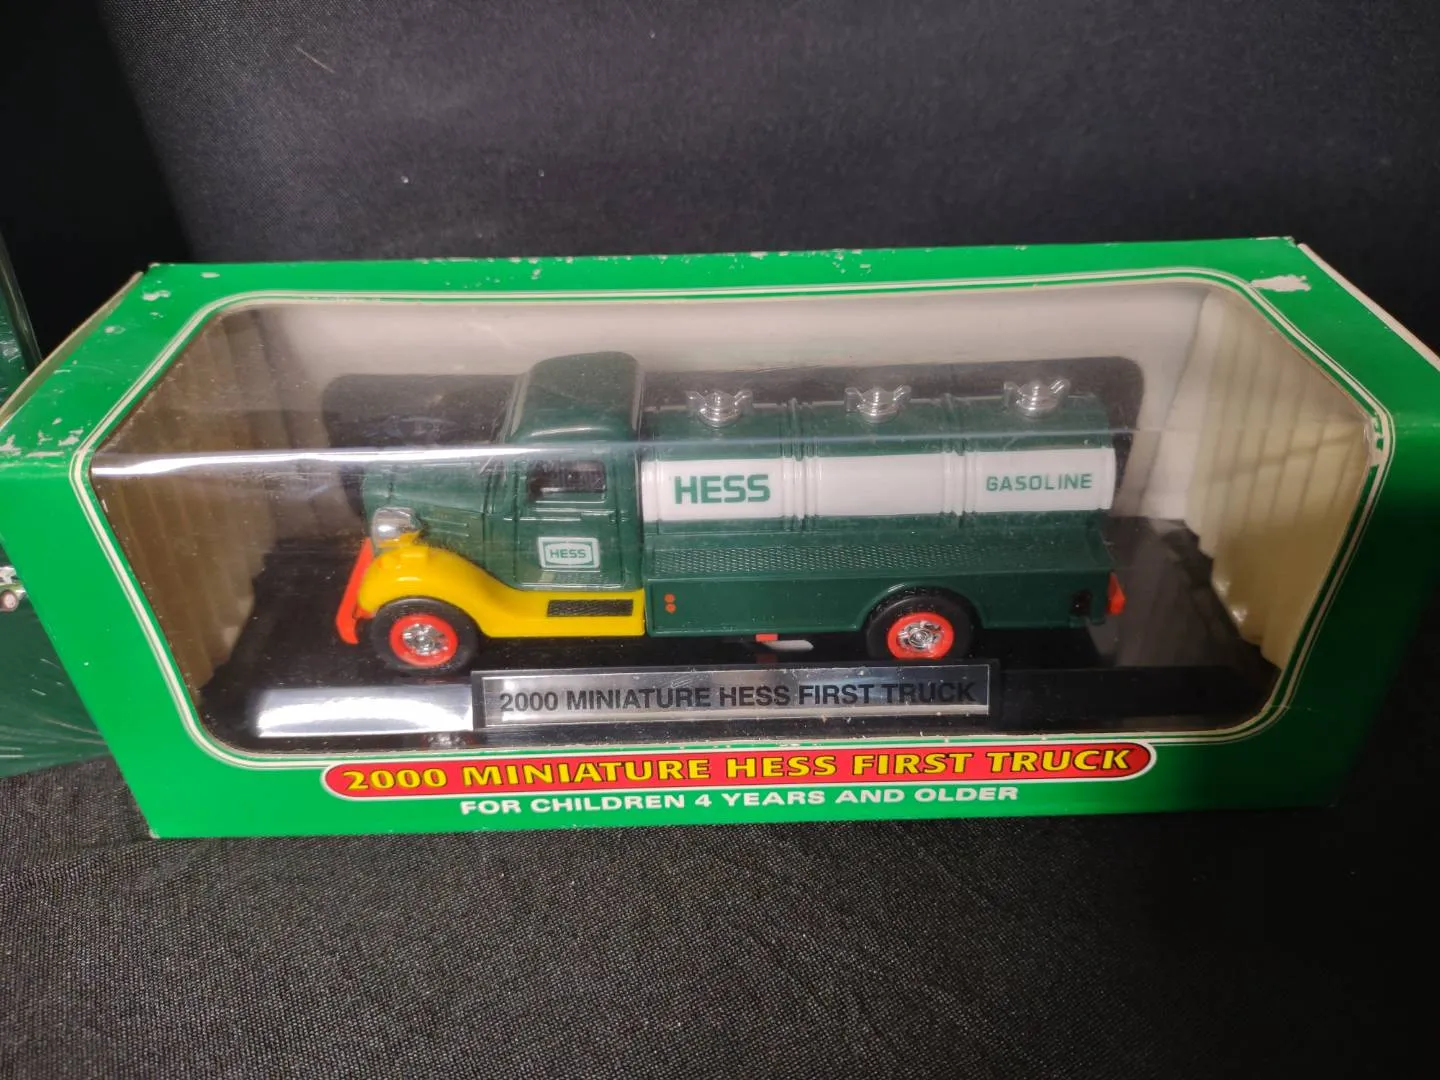 HESS
GASOLINE
HESS
2000 MINIATURE HESS FIRST TRUCK
2000 MINIATURE HESS FIRST TRUCK
FOR CHILDREN 4 YEARS AND OLDER